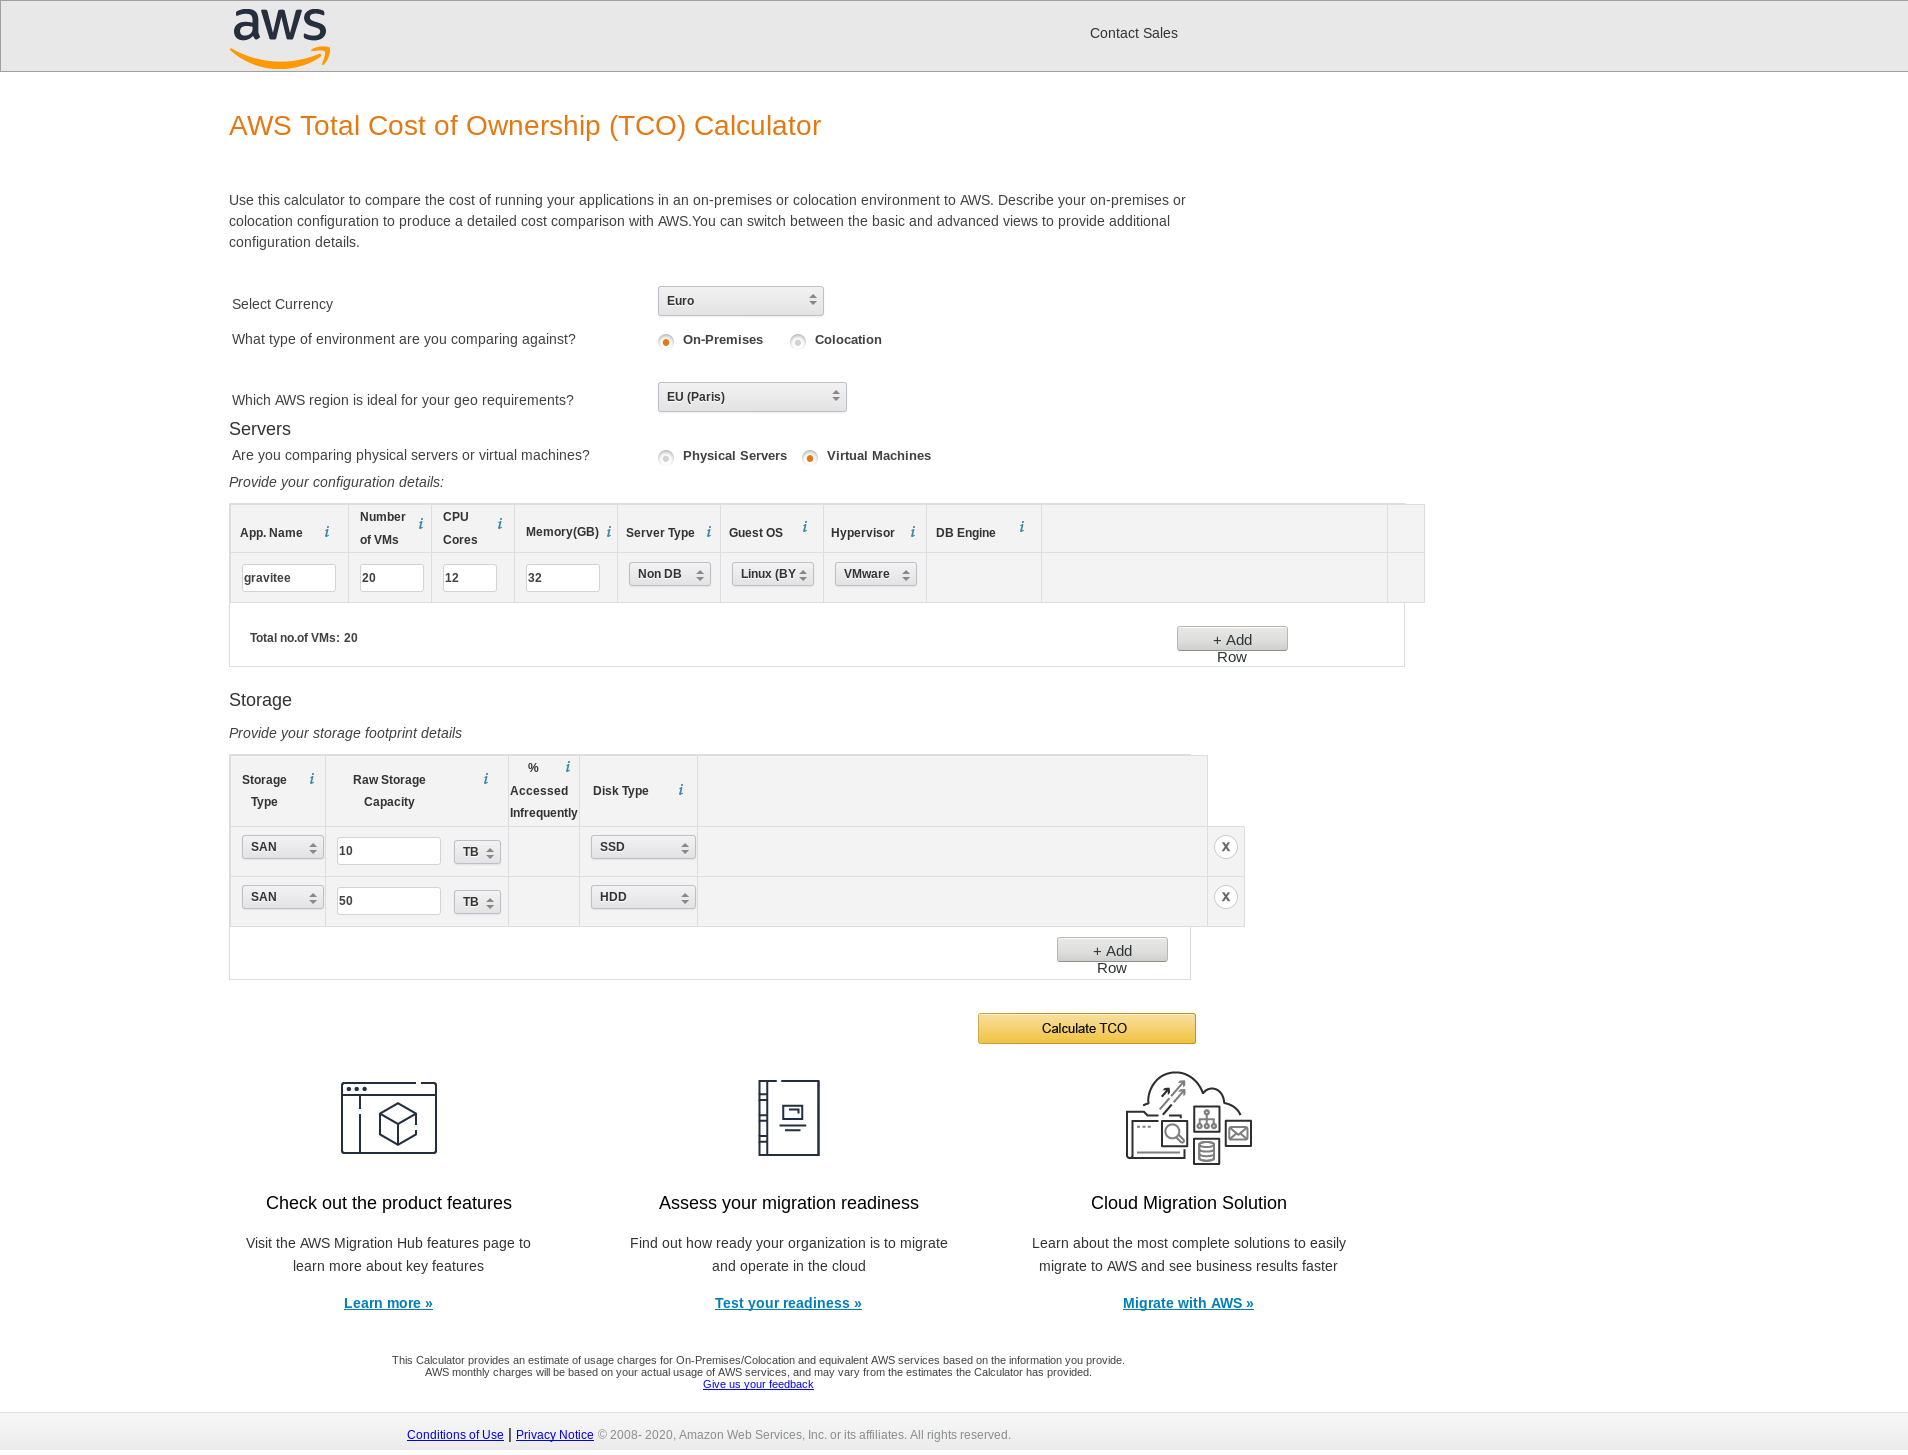 aws
Contact Sales
AWS Total Cost of Ownership (TCO) Calculator
Use this calculator to compare the cost of running your applications in an on-premises or colocation environment to AWS. Describe your on-premises or
colocation configuration to produce a detailed cost comparison with AWS.You can switch between the basic and advanced views to provide additional
configuration details.
Select Currency Euro
What type of environment are you comparing against? On-Premises Colocation
Which AWS region is ideal for your geo requirements? EU (Paris)
Servers
Are you comparing physical servers or virtual machines? Physical Servers Virtual Machines
Provide your configuration details:
App. Name i Number of VMs i CPU Cores i Memory(GB) i Server Type i Guest OS i Hypervisor i DB Engine i
gravitee 20 12 32 Non DB Linux (BY VMware
Total no.of VMs: 20
+ Add
Row
Storage
Provide your storage footprint details
Storage Type i Raw Storage Capacity i % Accessed Infrequently i Disk Type i
SAN 10 TB SSD X
SAN 50 TB HDD X
+ Add
Row
Calculate TCO
Check out the product features
Visit the AWS Migration Hub features page to
learn more about key features
Learn more »
Assess your migration readiness
Find out how ready your organization is to migrate
and operate in the cloud
Test your readiness »
Cloud Migration Solution
Learn about the most complete solutions to easily
migrate to AWS and see business results faster
Migrate with AWS »
This Calculator provides an estimate of usage charges for On-Premises/Colocation and equivalent AWS services based on the information you provide.
AWS monthly charges will be based on your actual usage of AWS services, and may vary from the estimates the Calculator has provided.
Give us your feedback
Conditions of Use | Privacy Notice © 2008- 2020, Amazon Web Services, Inc. or its affiliates. All rights reserved.